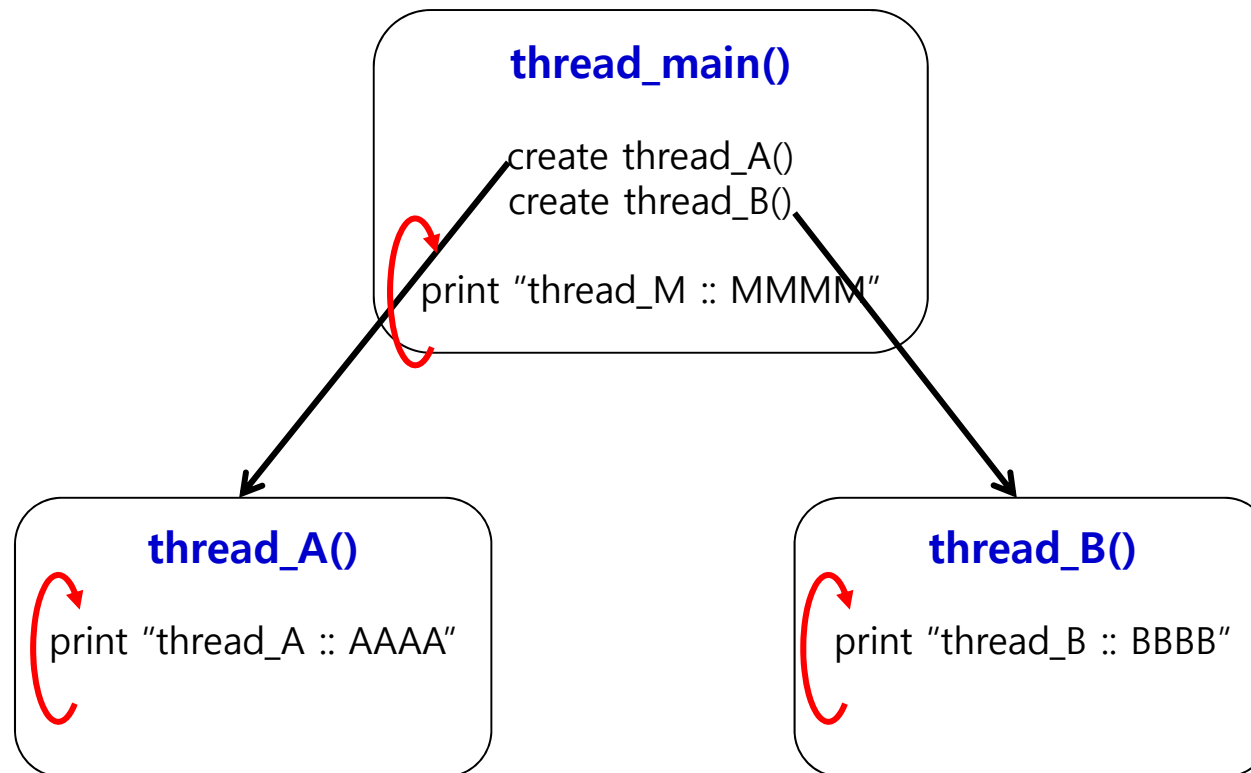 thread_main()
create thread_A()
create thread_B()
print “thread_M :: MMMM”
thread_A()
print “thread_A :: AAAA”
thread_B()
print “thread_B :: BBBB”